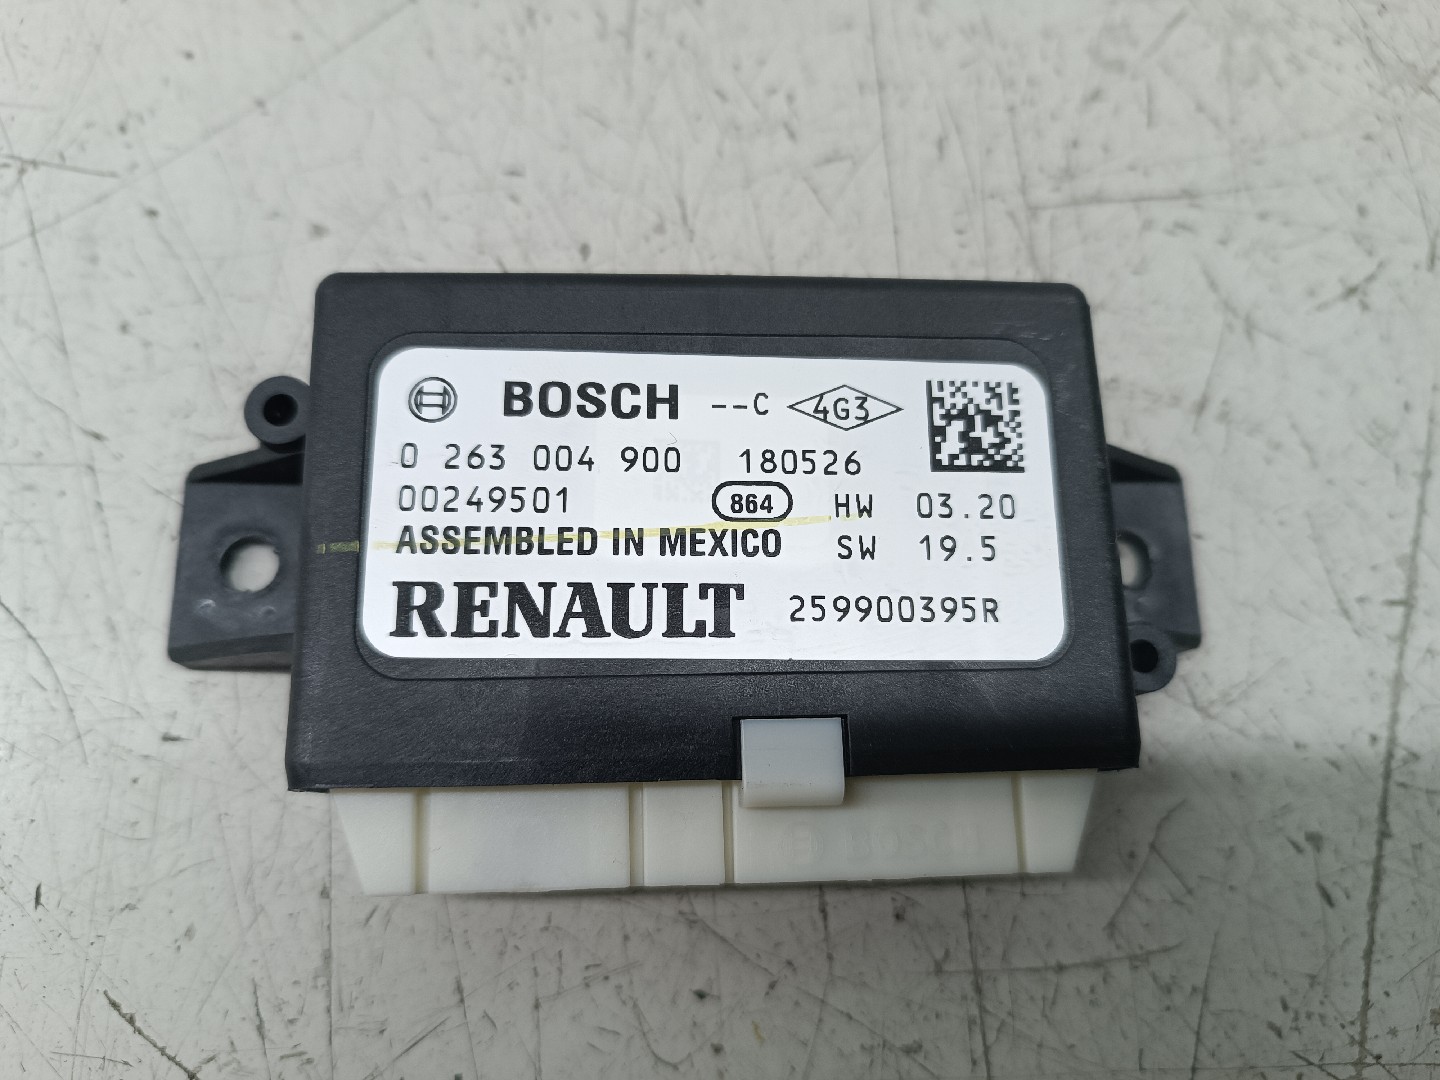 BOSCH --C 4G3
0 263 004 900 180526
00249501 864 HW 03.20
ASSEMBLED IN MEXICO SW 19.5
RENAULT 259900395R